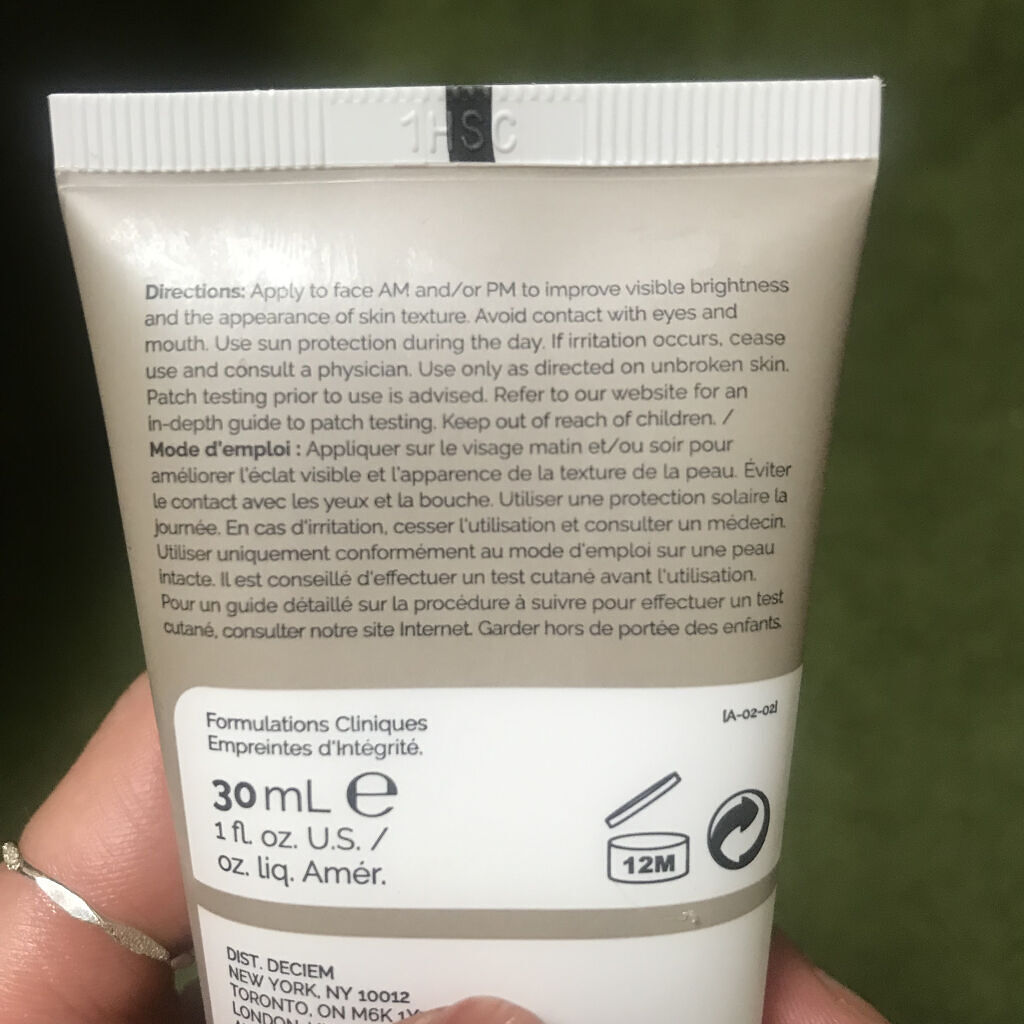 1HSC
Directions: Apply to face AM and/or PM to improve visible brightness
and the appearance of skin texture. Avoid contact with eyes and
mouth. Use sun protection during the day. If irritation occurs, cease
use and consult a physician. Use only as directed on unbroken skin.
Patch testing prior to use is advised. Refer to our website for an
in-depth guide to patch testing. Keep out of reach of children. /
Mode d'emploi : Appliquer sur le visage matin et/ou soir pour
améliorer l'éclat visible et l'apparence de la texture de la peau. Éviter
le contact avec les yeux et la bouche. Utiliser une protection solaire la
journée. En cas d'irritation, cesser l'utilisation et consulter un médecin.
Utiliser uniquement conformément au mode d'emploi sur une peau
intacte. Il est conseillé d'effectuer un test cutané avant l'utilisation.
Pour un guide détaillé sur la procédure à suivre pour effectuer un test
cutané, consulter notre site Internet. Garder hors de portée des enfants.
[A-02-02]
Formulations Cliniques
Empreintes d'Intégrité.
30 mL e
1 fl. oz. U.S. /
oz. liq. Amér.
12M
DIST. DECIEM
NEW YORK, NY 10012
TORONTO, ON M6K
LONDON,